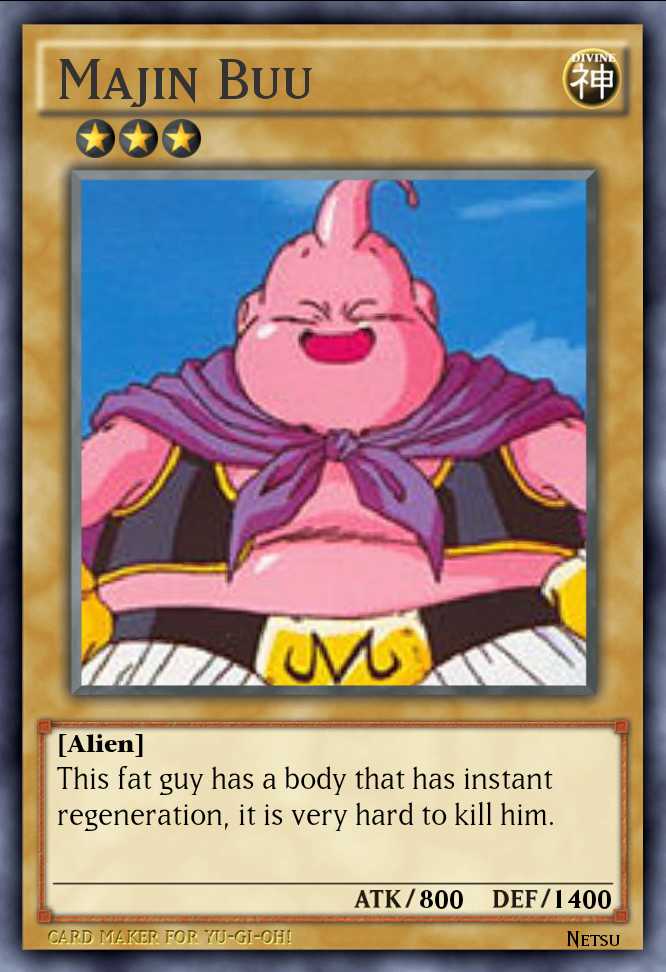 Majin Buu
DIVINE
神
[Alien]
This fat guy has a body that has instant
regeneration, it is very hard to kill him.
ATK/800 DEF/1400
CARD MAKER FOR YU-GI-OH! Netsu